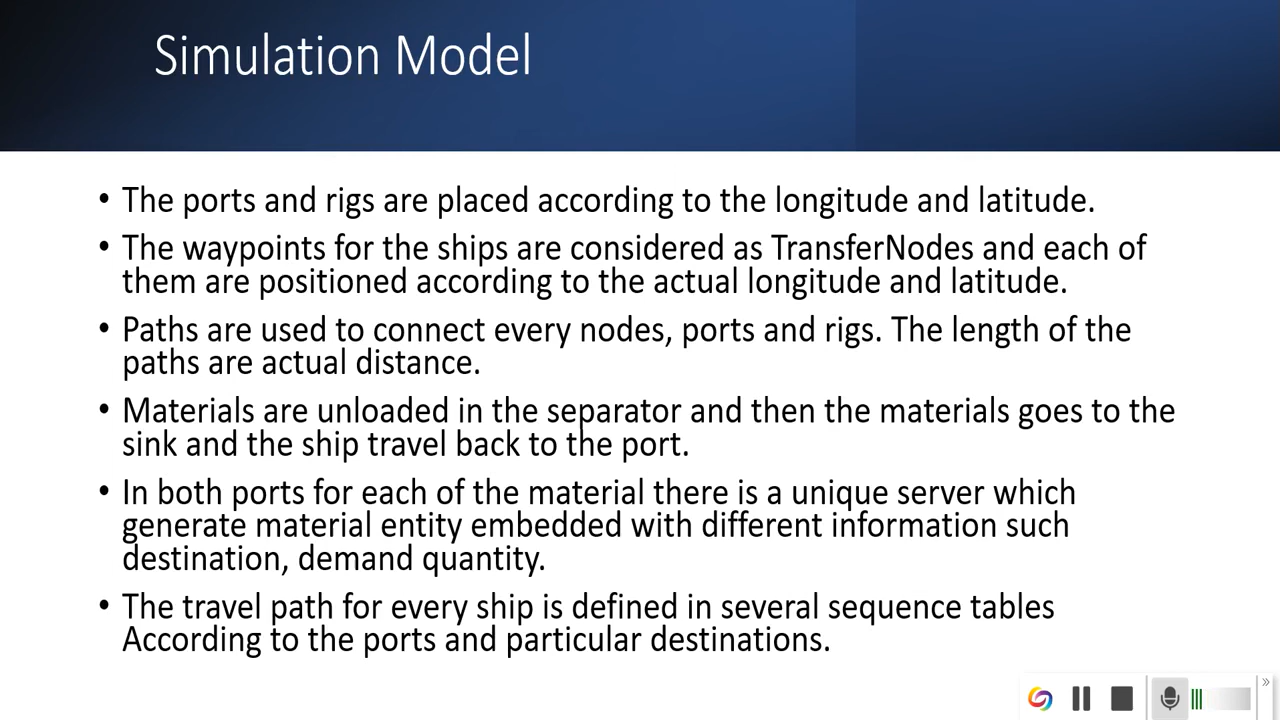 Simulation Model
• The ports and rigs are placed according to the longitude and latitude.
• The waypoints for the ships are considered as TransferNodes and each of
them are positioned according to the actual longitude and latitude.
• Paths are used to connect every nodes, ports and rigs. The length of the
paths are actual distance.
• Materials are unloaded in the separator and then the materials goes to the
sink and the ship travel back to the port.
• In both ports for each of the material there is a unique server which
generate material entity embedded with different information such
destination, demand quantity.
• The travel path for every ship is defined in several sequence tables
According to the ports and particular destinations.
»